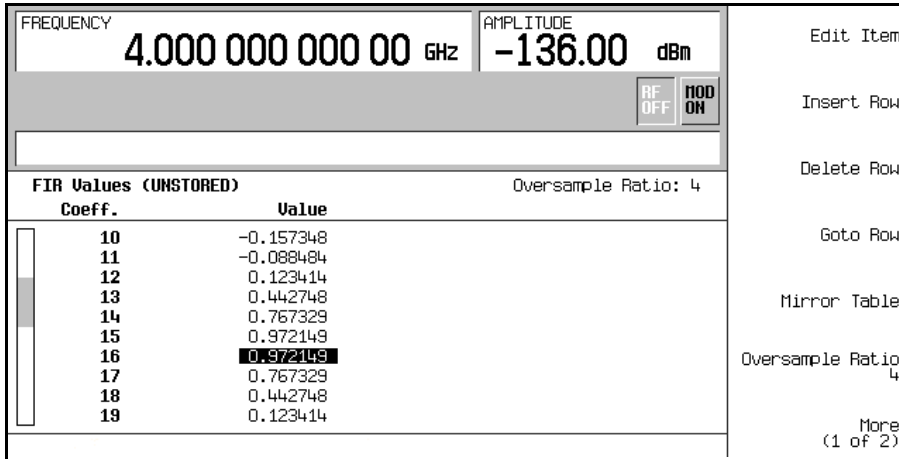 FREQUENCY
4.000 000 000 00 GHz
AMPLITUDE
-136.00 dBm
RF OFF
MOD ON
FIR Values (UNSTORED) Oversample Ratio: 4
Coeff. Value
10 -0.157348
11 -0.088484
12 0.123414
13 0.442748
14 0.767329
15 0.972149
16 0.972149
17 0.767329
18 0.442748
19 0.123414
Edit Item
Insert Row
Delete Row
Goto Row
Mirror Table
Oversample Ratio
4
More
(1 of 2)